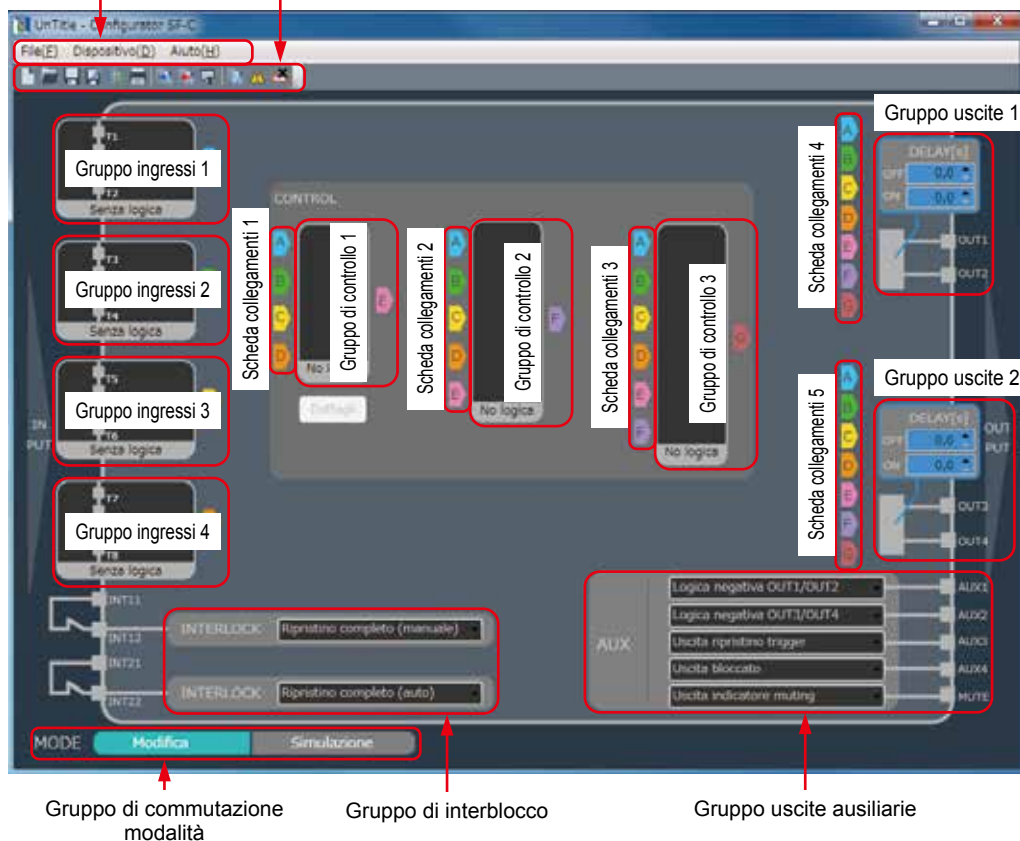 UnTitle - Configurator SF-C
File(F) Dispositivo(D) Aiuto(H)
Gruppo uscite 1
T1
Gruppo ingressi 1
T2
Senza logica
T3
Gruppo ingressi 2
T4
Senza logica
T5
Gruppo ingressi 3
T6
Senza logica
T7
Gruppo ingressi 4
T8
Senza logica
IN
PUT
CONTROL
Scheda collegamenti 1
A
B
C
D
Gruppo di controllo 1
No
E
Dettagli
Scheda collegamenti 2
A
B
C
D
E
Gruppo di controllo 2
No logica
F
Scheda collegamenti 3
A
B
C
D
E
F
Gruppo di controllo 3
No logica
G
Scheda collegamenti 4
A
B
C
D
E
F
G
DELAY[s]
OFF 0,0
ON 0,0
OUT1
OUT2
Scheda collegamenti 5
A
B
C
D
E
F
G
Gruppo uscite 2
DELAY[s]
OFF 0,0
ON 0,0
OUT3
OUT4
OUT
PUT
INT11
INT12
INT21
INT22
INTERLOCK Ripristino completo (manuale)
INTERLOCK Ripristino completo (auto)
AUX
Logica negativa OUT1/OUT2 AUX1
Logica negativa OUT3/OUT4 AUX2
Uscita ripristino trigger AUX3
Uscita bloccato AUX4
Uscita indicatore muting MUTE
MODE Modifica Simulazione
Gruppo di commutazione
modalità
Gruppo di interblocco
Gruppo uscite ausiliarie